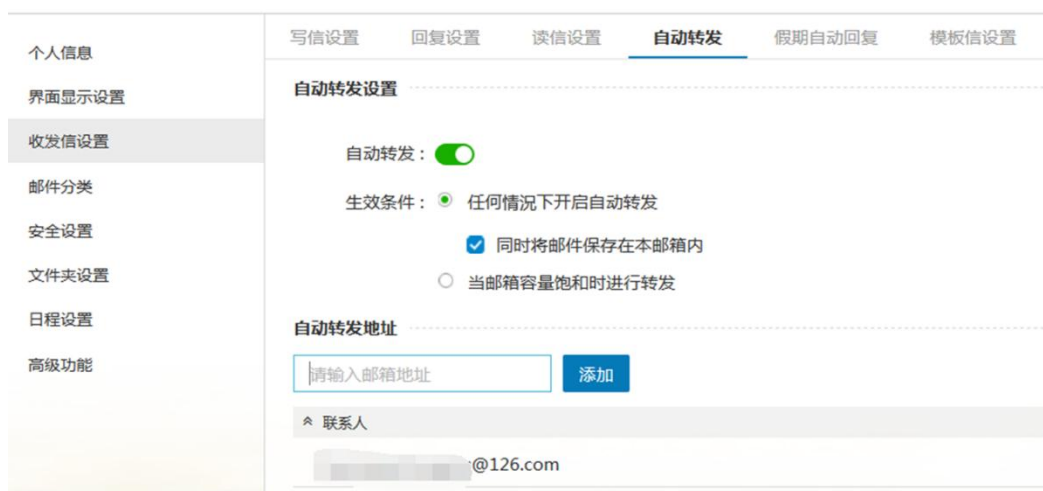 个人信息
界面显示设置
收发信设置
邮件分类
安全设置
文件夹设置
日程设置
高级功能
写信设置 回复设置 读信设置 自动转发 假期自动回复 模板信设置
自动转发设置
自动转发：
生效条件： 任何情况下开启自动转发
同时将邮件保存在本邮箱内
当邮箱容量饱和时进行转发
自动转发地址
请输入邮箱地址 添加
联系人
@126.com